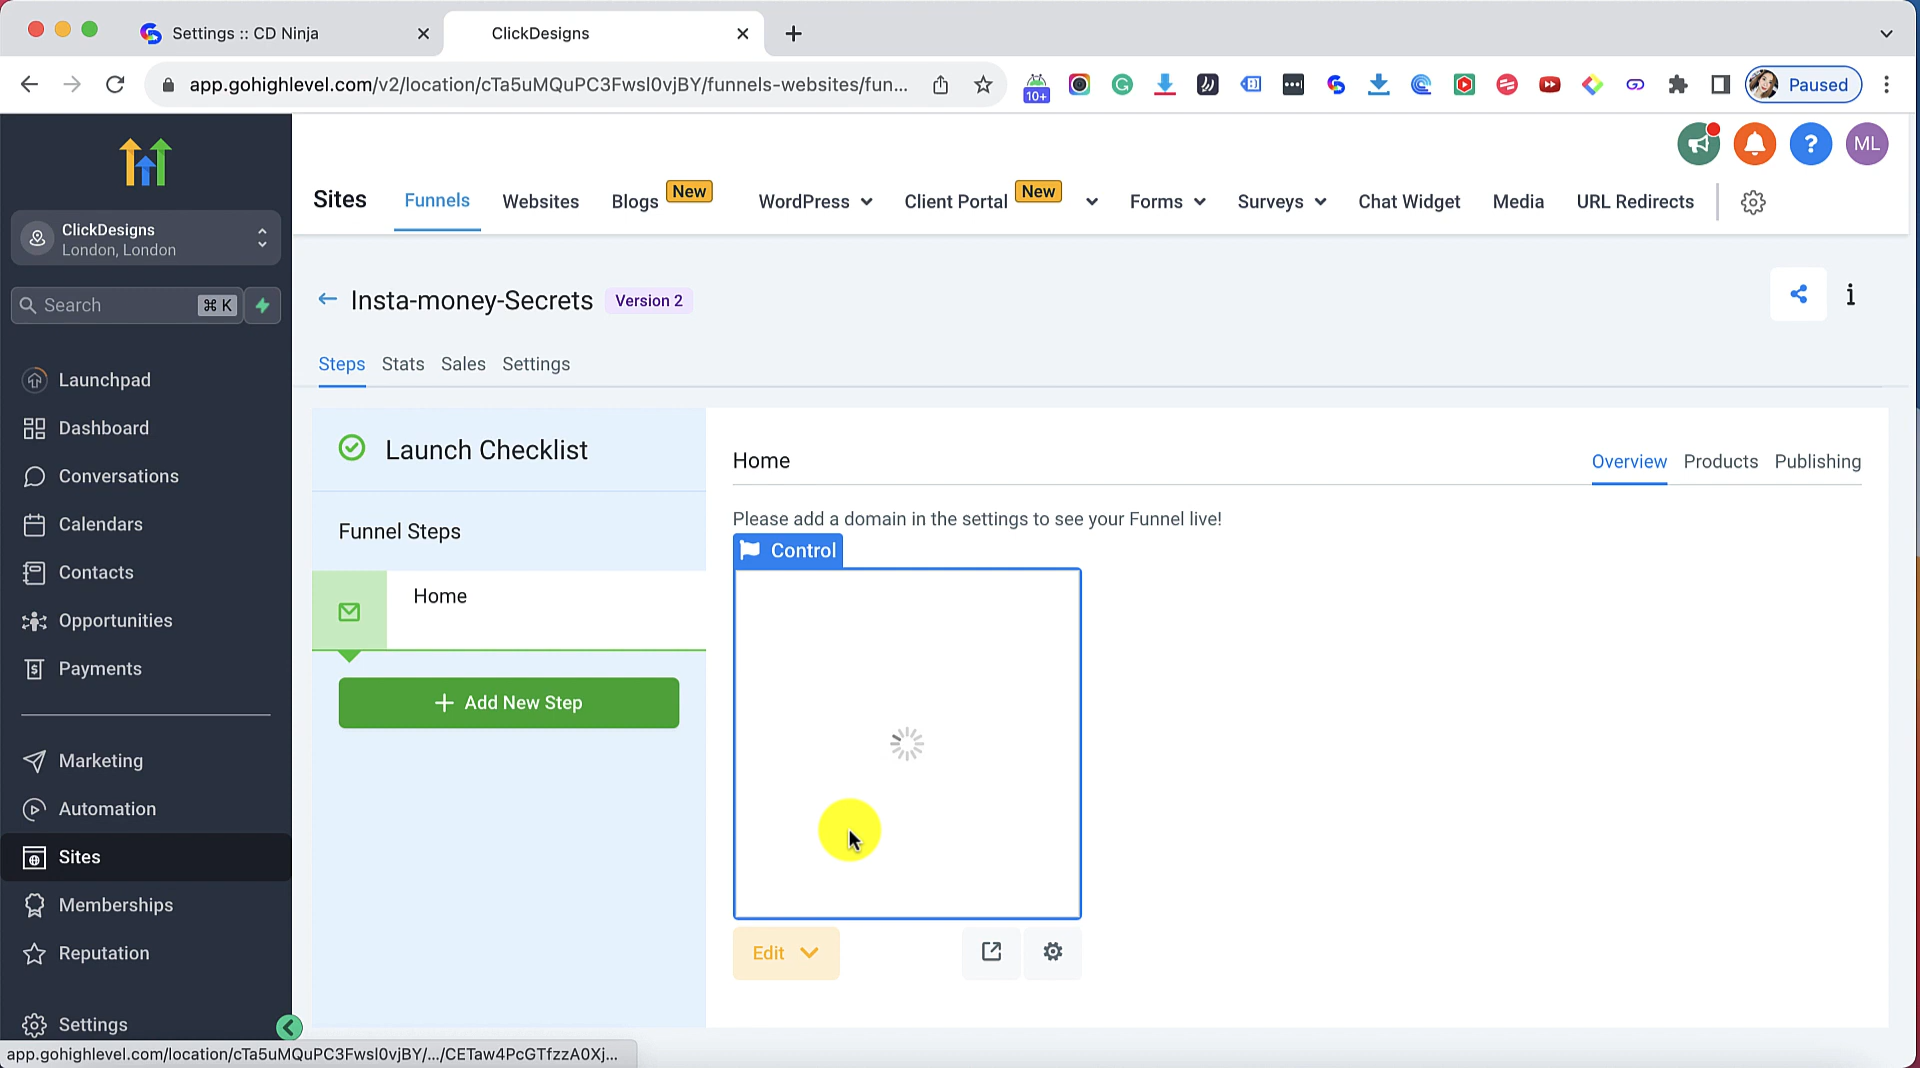 Settings :: CD Ninja
ClickDesigns
app.gohighlevel.com/v2/location/cTa5uMQuPC3Fwsl0vjBY/funnels-websites/fun...
10+
Paused
ML
Sites
Funnels
Websites
Blogs
New
WordPress
Client Portal
New
Forms
Surveys
Chat Widget
Media
URL Redirects
ClickDesigns
London, London
Search
⌘ K
Launchpad
Dashboard
Conversations
Calendars
Contacts
Opportunities
Payments
Marketing
Automation
Sites
Memberships
Reputation
Settings
Insta-money-Secrets
Version 2
Steps
Stats
Sales
Settings
Launch Checklist
Funnel Steps
Home
Add New Step
Home
Overview
Products
Publishing
Please add a domain in the settings to see your Funnel live!
Control
Edit
app.gohighlevel.com/location/cTa5uMQuPC3Fwsl0vjBY/.../CETaw4PcGTfzzA0Xj...